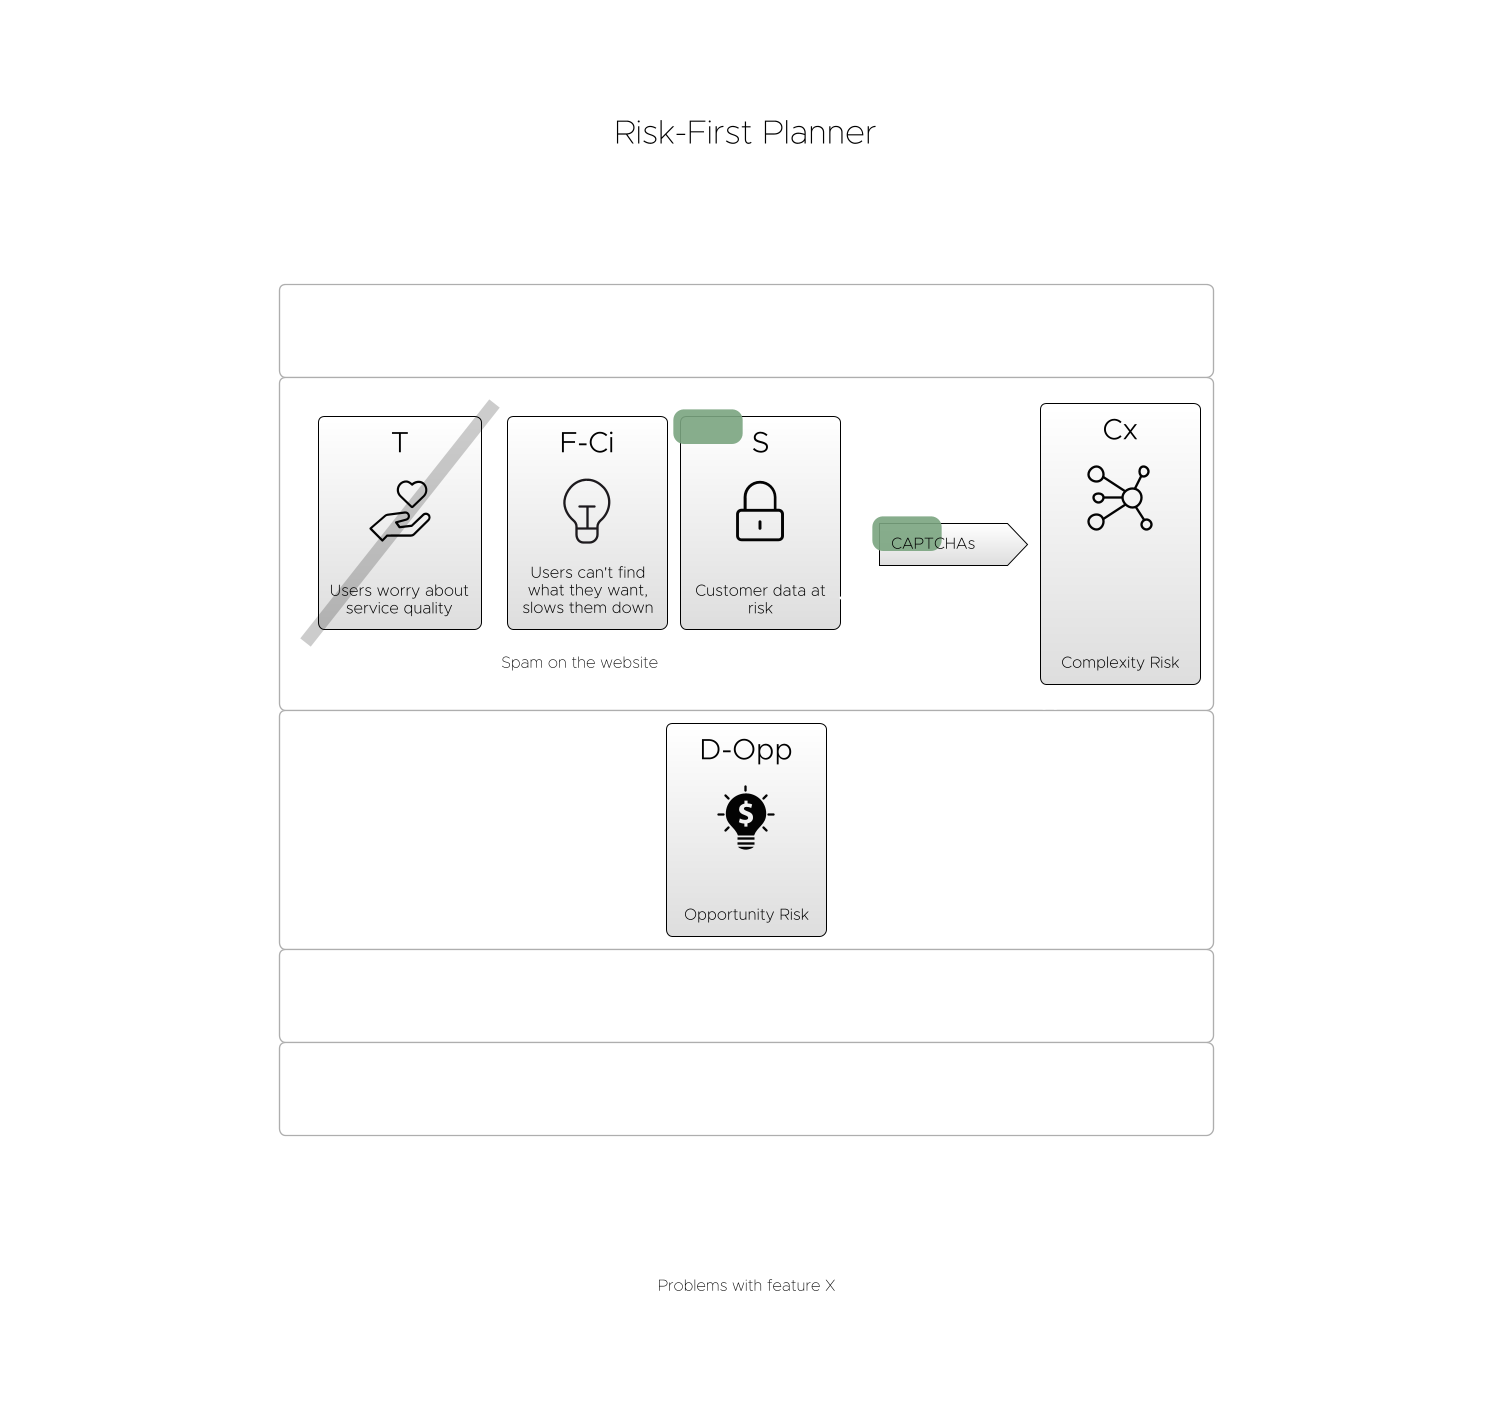 Risk-First Planner
T
Users worry about
service quality
F-Ci
Users can't find
what they want,
slows them down
S
Customer data at
risk
Spam on the website
CAPTCHAs
Cx
Complexity Risk
D-Opp
$
Opportunity Risk
Problems with feature X